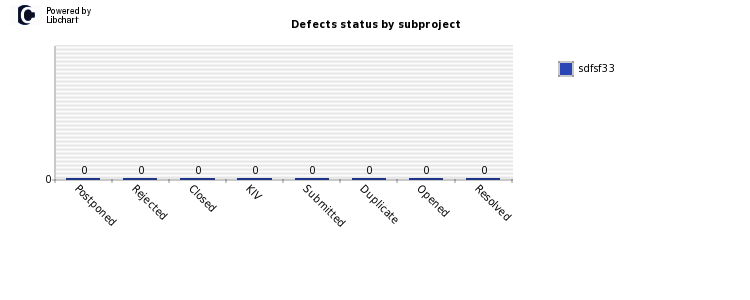 Powered by
Libchart
Defects status by subproject
sdfsf33
0 0 0 0 0 0 0 0
0
Postponed Rejected Closed KIV Submitted Duplicate Opened Resolved